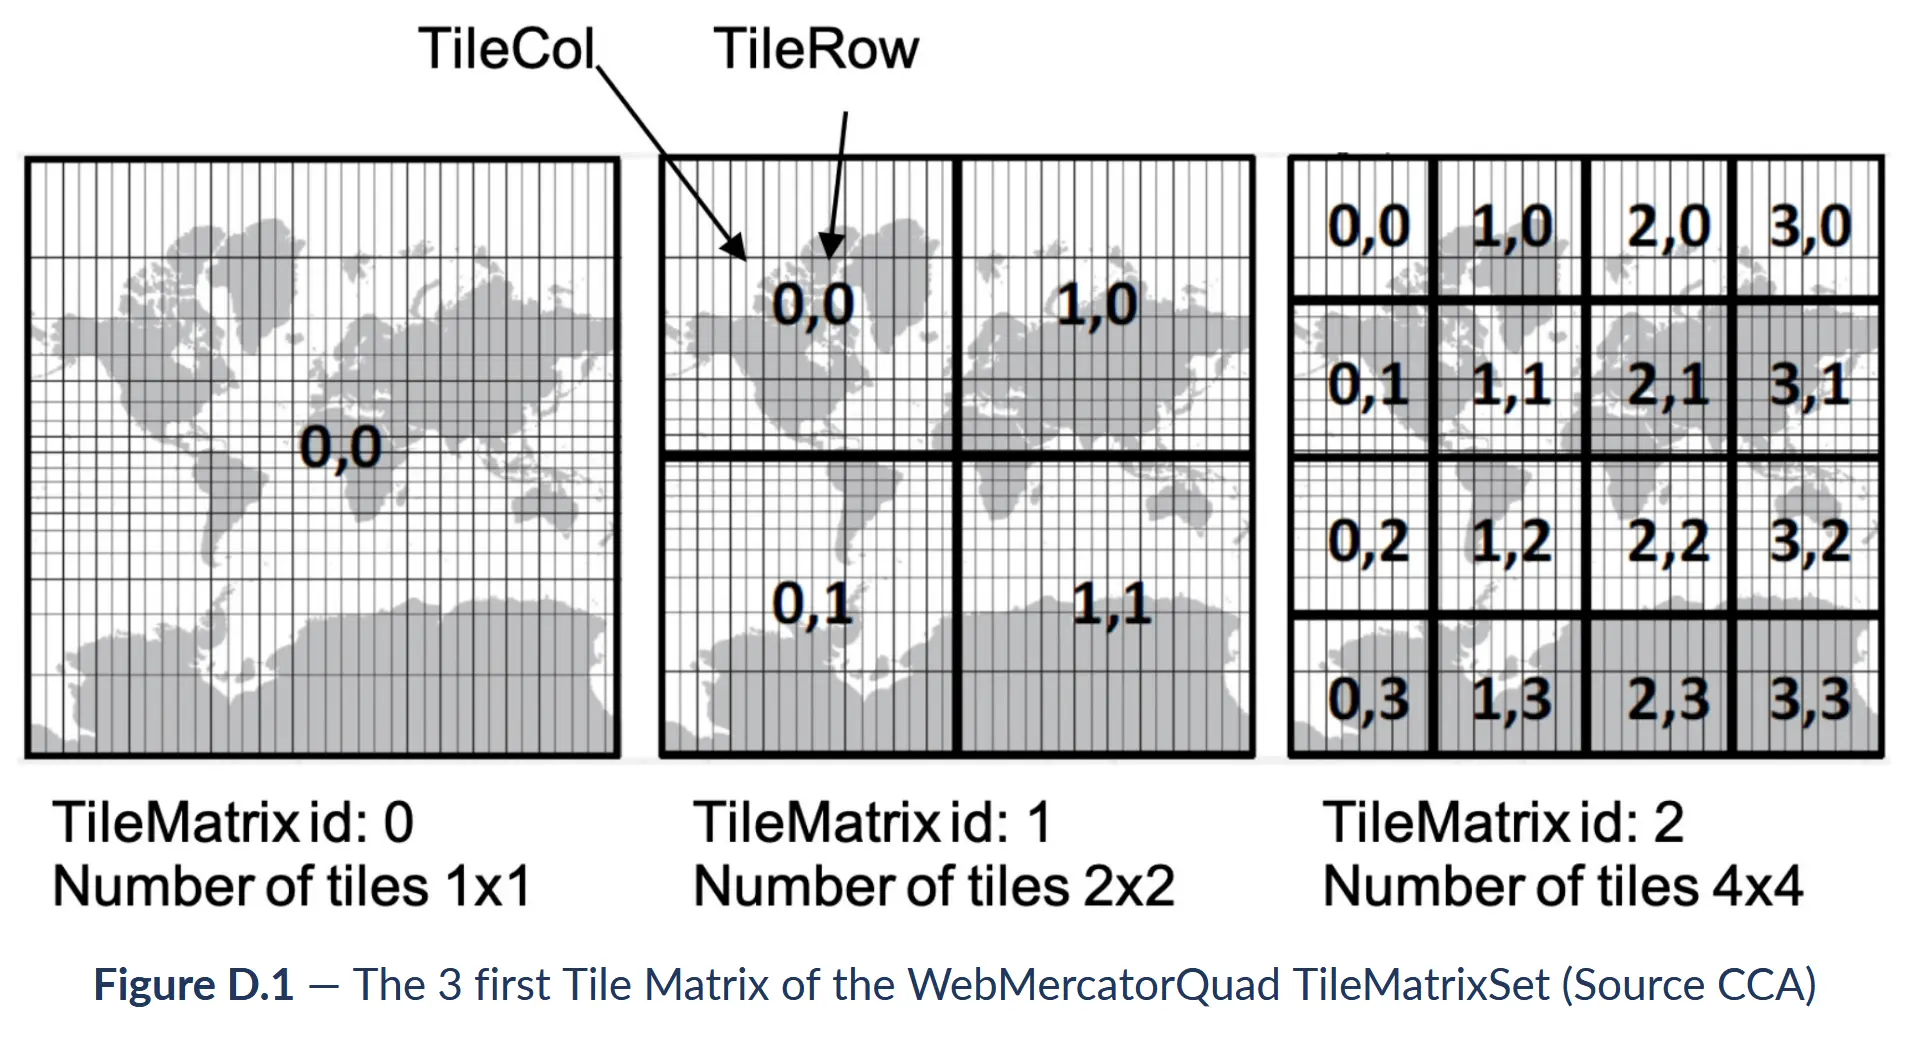 TileCol TileRow
0,0
0,0 1,0
0,1 1,1
0,0 1,0 2,0 3,0
0,1 1,1 2,1 3,1
0,2 1,2 2,2 3,2
0,3 1,3 2,3 3,3
TileMatrix id: 0
Number of tiles 1x1
TileMatrix id: 1
Number of tiles 2x2
TileMatrix id: 2
Number of tiles 4x4
Figure D.1 — The 3 first Tile Matrix of the WebMercatorQuad TileMatrixSet (Source CCA)